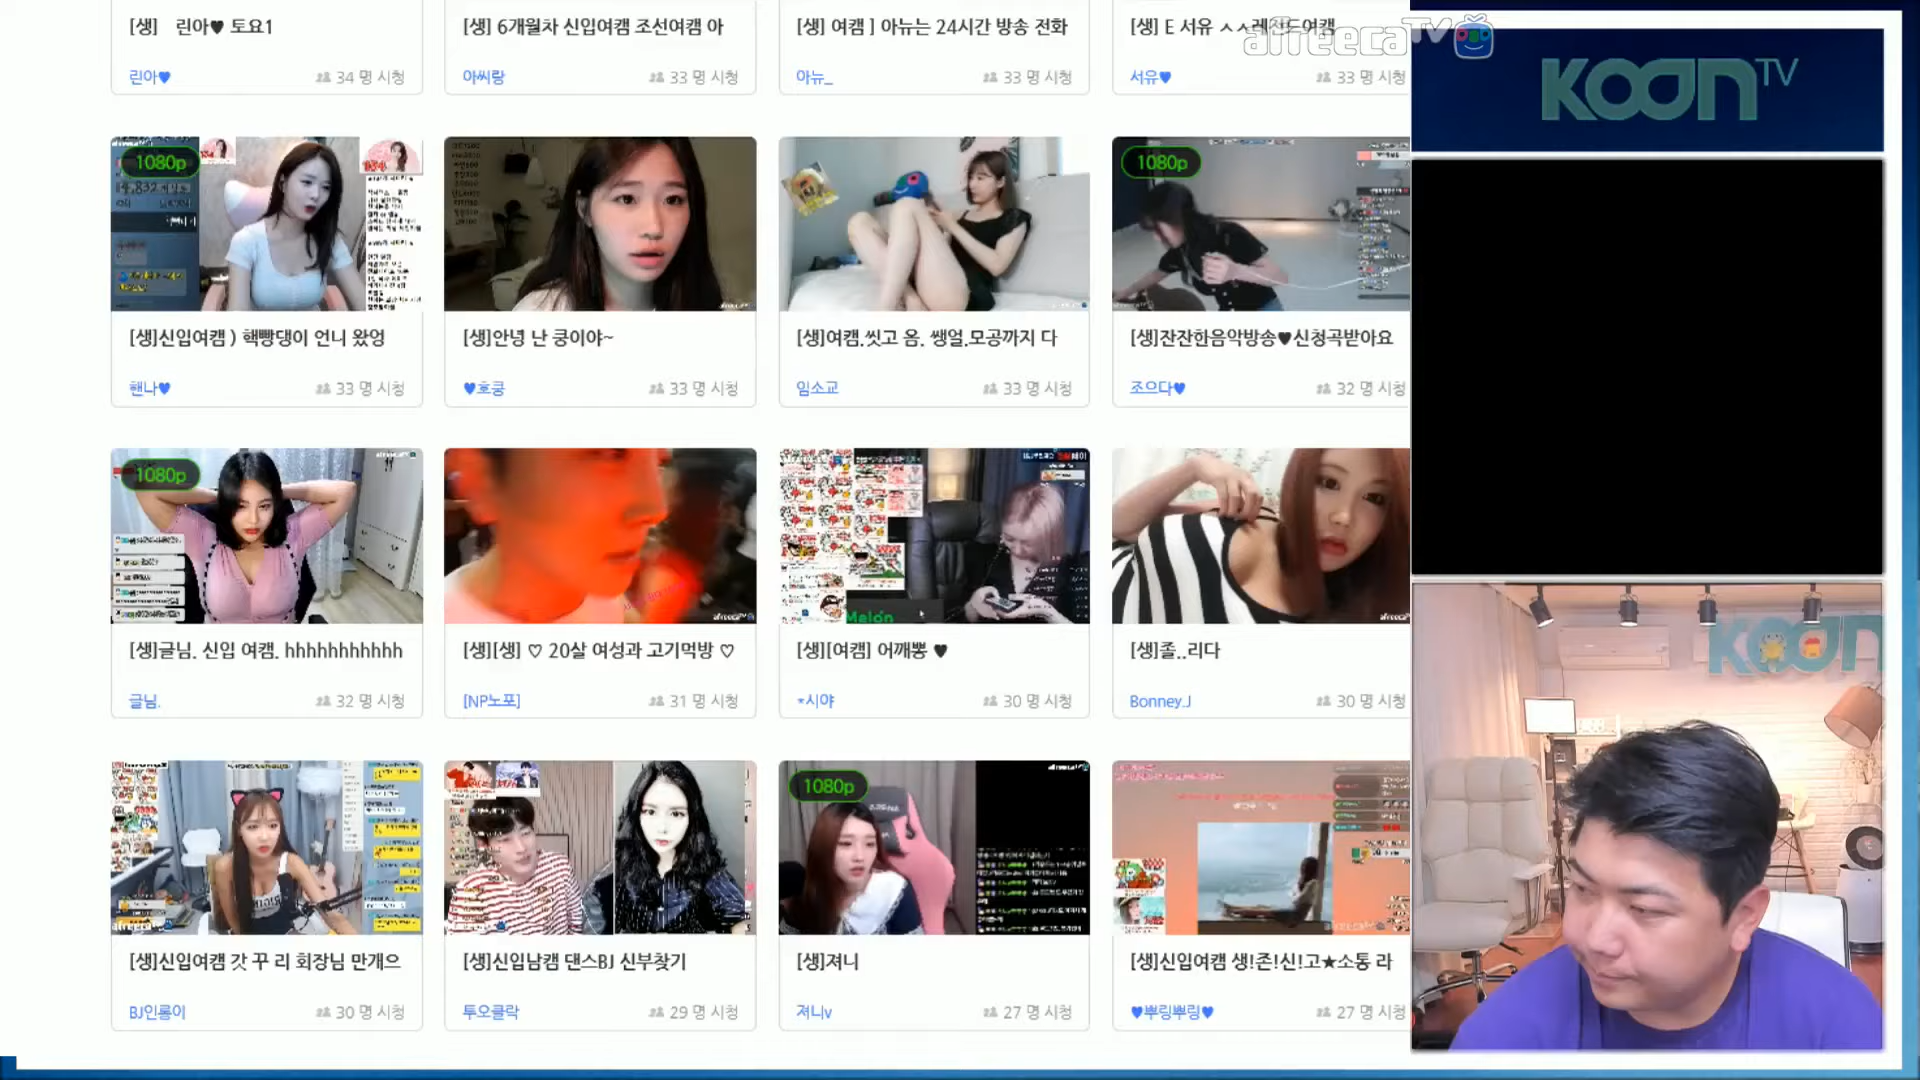 [생] 린아♥ 토요1
린아♥ 34 명 시청
[생] 6개월차 신입여캠 조선여캠 아
아씨랑 33 명 시청
[생] 여캠 ] 아뉴는 24시간 방송 전화
아뉴_ 33 명 시청
[생] E 서유 ㅅㅅ레전드여캠
서유♥ 33 명 시청
afreecaTV
KOONTV
1080p
[생]신입여캠 ) 핵빵댕이 언니 왔엉
핸나♥ 33 명 시청
[생]안녕 난 쿵이야~
♥호쿵 33 명 시청
[생]여캠.씻고 옴. 쌩얼.모공까지 다
임소교 33 명 시청
1080p
[생]잔잔한음악방송♥신청곡받아요
조으다♥ 32 명 시청
1080p
[생]글님. 신입 여캠. hhhhhhhhhhh
글님. 32 명 시청
afreecaTV
[생][생] ♡ 20살 여성과 고기먹방 ♡
[NP노포] 31 명 시청
Melon
[생][여캠] 어깨뽕 ♥
*시야 30 명 시청
[생]졸..리다
Bonney.J 30 명 시청
KOON
[생]신입여캠 갓 꾸 리 회장님 만개으
BJ인롱이 30 명 시청
[생]신입남캠 댄스BJ 신부찾기
투오클락 29 명 시청
1080p
[생]져니
져니v 27 명 시청
[생]신입여캠 생!존!신!고★소통 라
♥뿌링뿌링♥ 27 명 시청